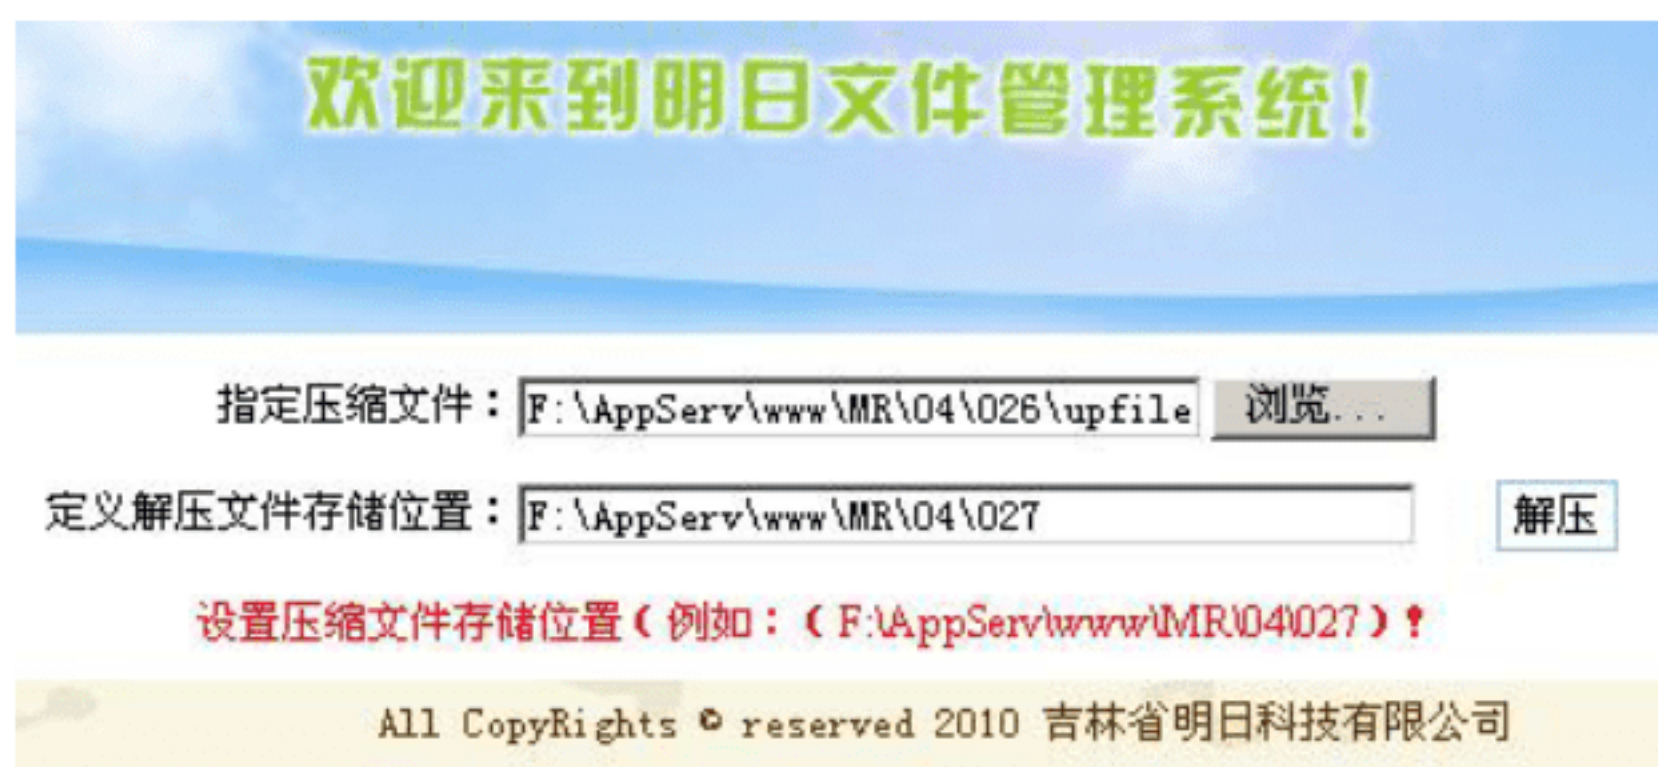 欢迎来到明日文件管理系统!
指定压缩文件：F:\AppServ\www\MR\04\026\upfile 浏览...
定义解压文件存储位置：F:\AppServ\www\MR\04\027 解压
设置压缩文件存储位置(例如：(F:\AppServ\www\MR\04\027)!
All CopyRights © reserved 2010 吉林省明日科技有限公司